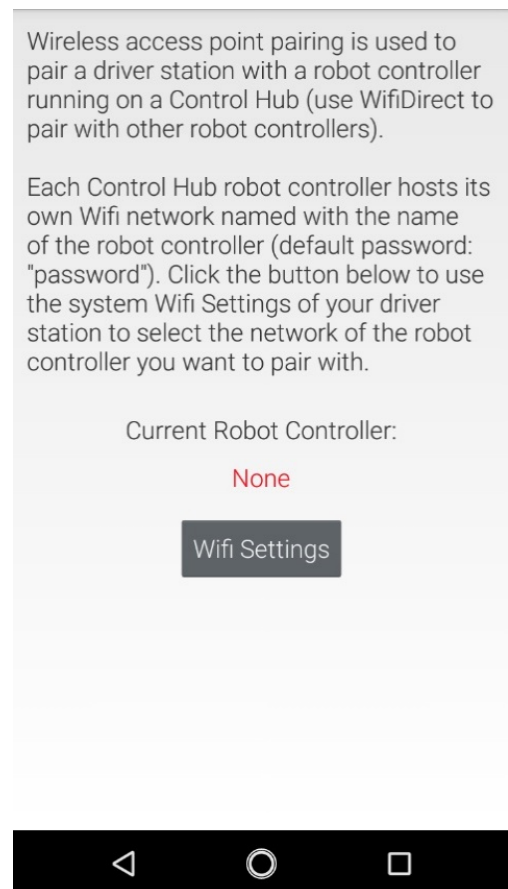 Wireless access point pairing is used to
pair a driver station with a robot controller
running on a Control Hub (use WifiDirect to
pair with other robot controllers).
Each Control Hub robot controller hosts its
own Wifi network named with the name
of the robot controller (default password:
"password"). Click the button below to use
the system Wifi Settings of your driver
station to select the network of the robot
controller you want to pair with.
Current Robot Controller:
None
Wifi Settings